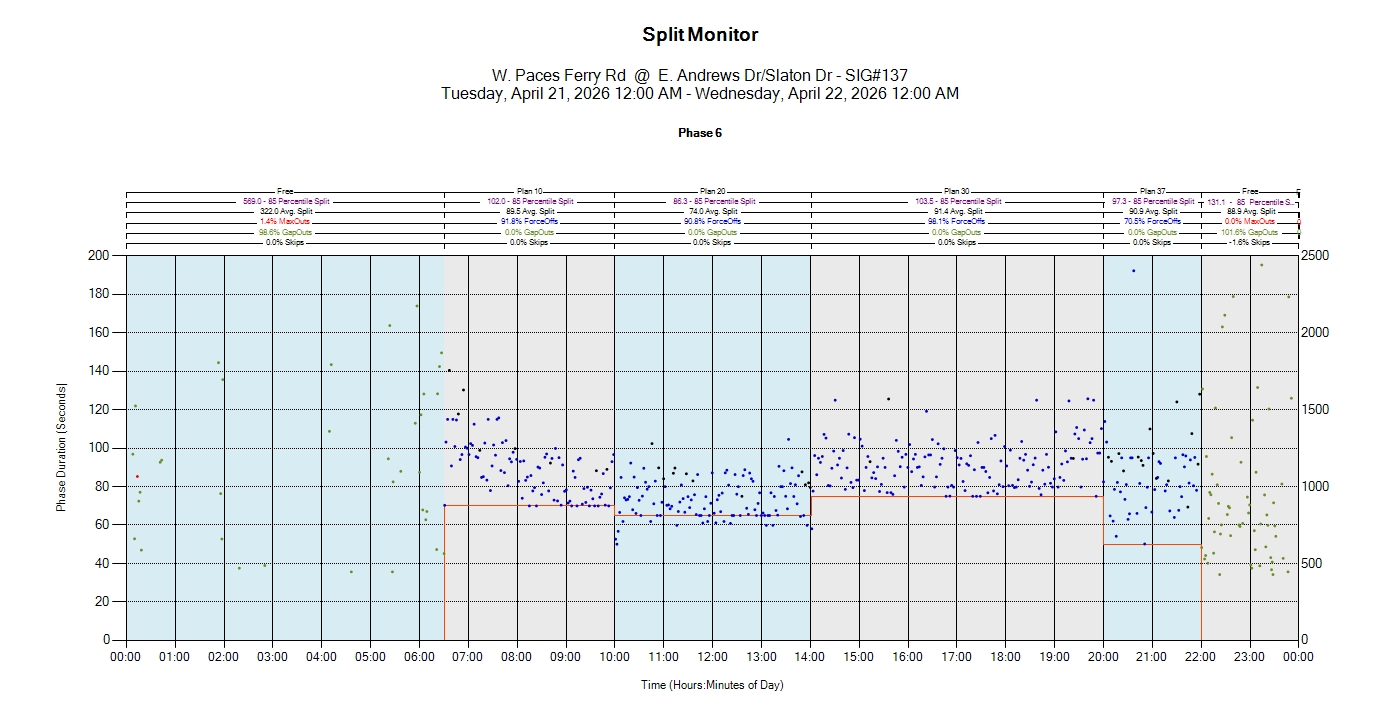 Split Monitor
W. Paces Ferry Rd @ E. Andrews Dr/Slaton Dr - SIG#137
Tuesday, April 21, 2026 12:00 AM - Wednesday, April 22, 2026 12:00 AM
Phase 6
Free Plan 10 Plan 20 Plan 30 Plan 37 Free F
569.0 - 85 Percentile Split 102.0 - 85 Percentile Split 86.3 - 85 Percentile Split 103.5 - 85 Percentile Split 97.3 - 85 Percentile Split 131.1 - 85 Percentile S...
322.0 Avg. Split 89.5 Avg. Split 74.0 Avg. Split 91.4 Avg. Split 90.9 Avg. Split 88.9 Avg. Split
1.4% MaxOuts 91.8% ForceOffs 90.8% ForceOffs 98.1% ForceOffs 70.5% ForceOffs 0.0% MaxOuts
98.6% GapOuts 0.0% GapOuts 0.0% GapOuts 0.0% GapOuts 0.0% GapOuts 101.6% GapOuts
0.0% Skips 0.0% Skips 0.0% Skips 0.0% Skips 0.0% Skips -1.6% Skips
200 2500
180
160 2000
140
120 1500
100
80 1000
60
40 500
20
0 0
Phase Duration (Seconds)
00:00 01:00 02:00 03:00 04:00 05:00 06:00 07:00 08:00 09:00 10:00 11:00 12:00 13:00 14:00 15:00 16:00 17:00 18:00 19:00 20:00 21:00 22:00 23:00 00:00
Time (Hours:Minutes of Day)